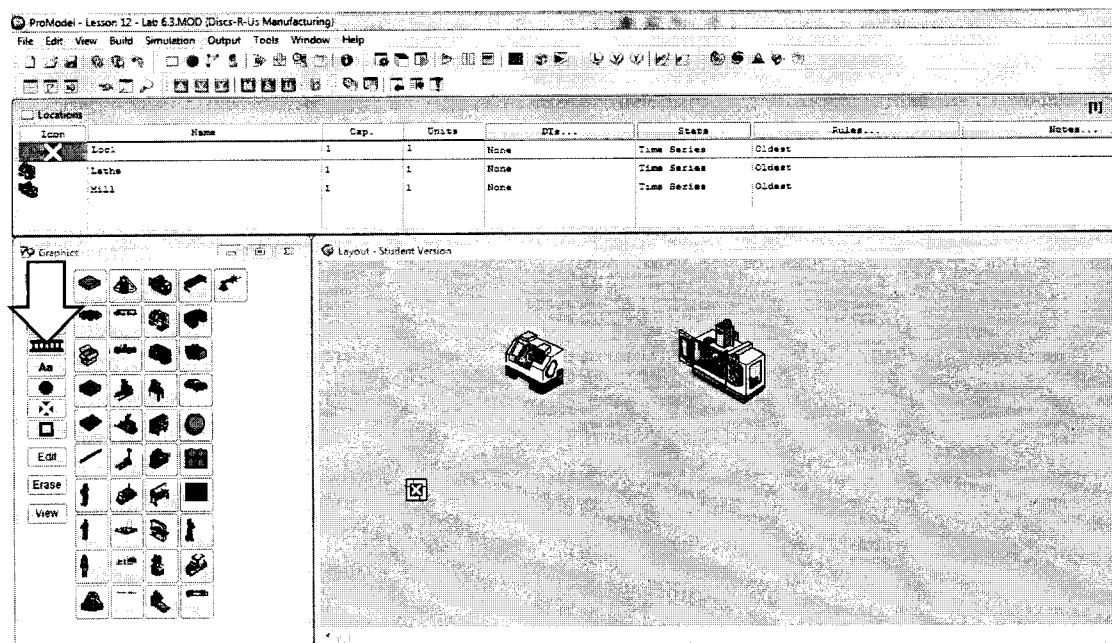 ProModel - Lesson 12 - Lab 6.3.MOD (Discs-R-Us Manufacturing)
File Edit View Build Simulation Output Tools Window Help
Locations
[1]
Icon Name Cap. Units DTs... Stats Rules... Notes...
Loc1 1 1 None Time Series Oldest
Lathe 1 1 None Time Series Oldest
Mill 1 1 None Time Series Oldest
Graphics
Layout - Student Version
Aa
Edit
Erase
View